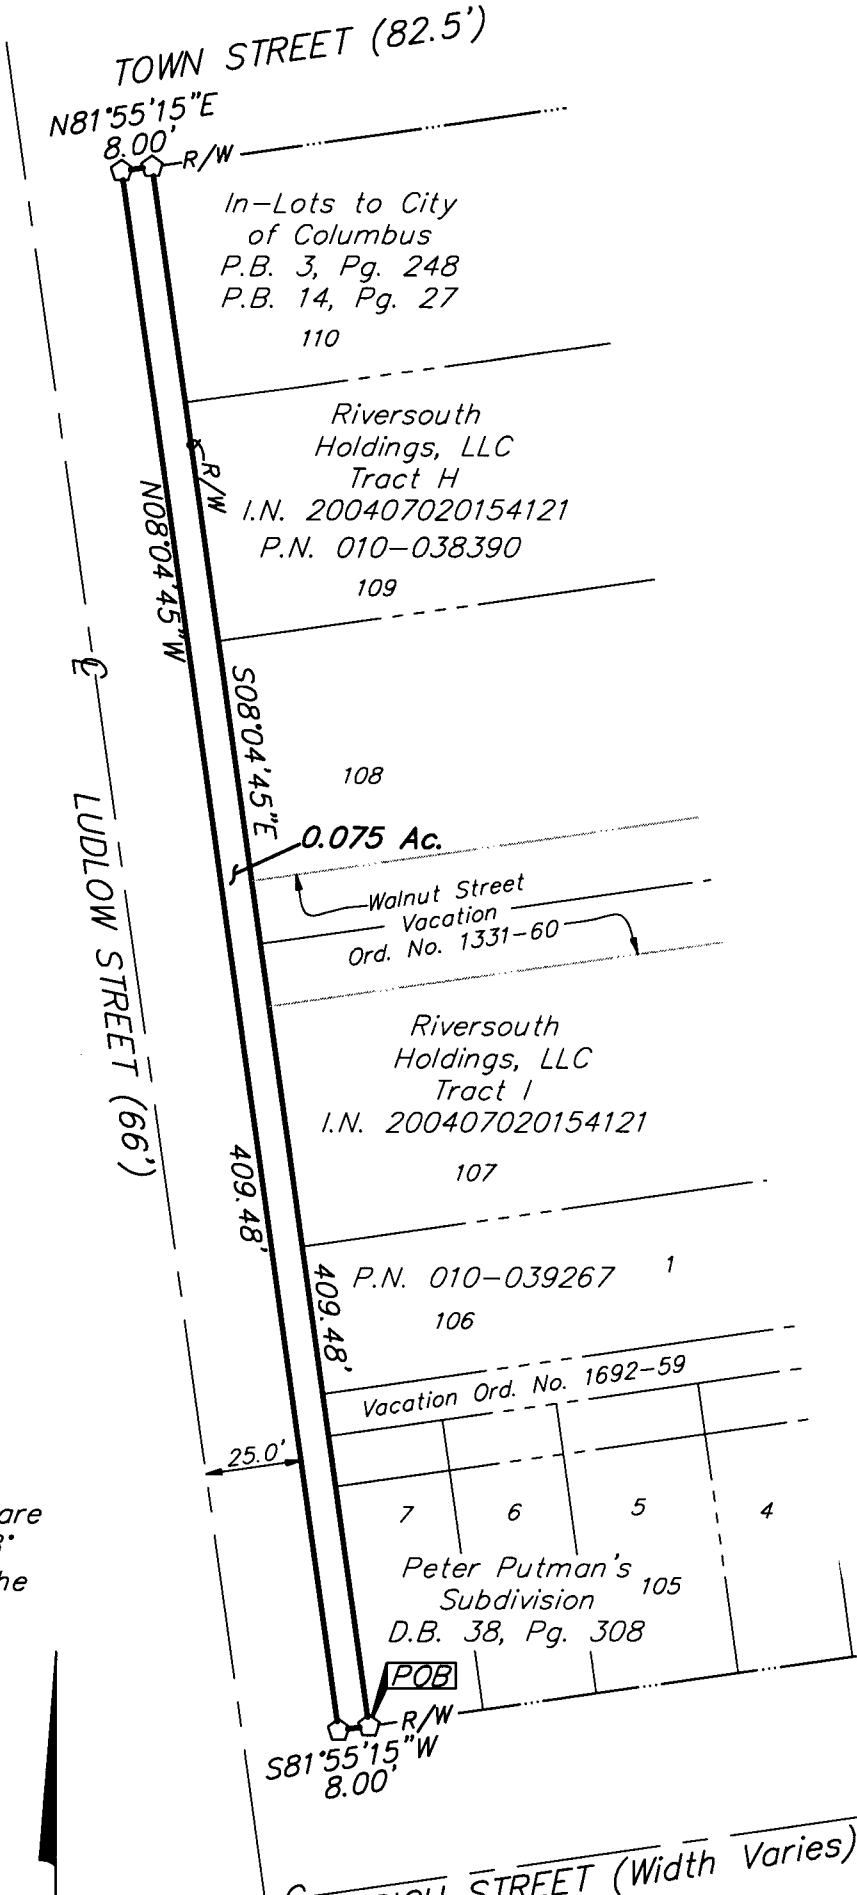 TOWN STREET (82.5')
N81°55'15"E
8.00'
R/W
In-Lots to City
of Columbus
P.B. 3, Pg. 248
P.B. 14, Pg. 27
110
Riversouth
Holdings, LLC
Tract H
I.N. 200407020154121
P.N. 010-038390
109
R/W
N08°04'45"W
S08°04'45"E
108
0.075 Ac.
Walnut Street
Vacation
Ord. No. 1331-60
LUDLOW STREET (66')
Riversouth
Holdings, LLC
Tract I
I.N. 200407020154121
107
409.48'
409.48'
P.N. 010-039267
1
106
Vacation Ord. No. 1692-59
25.0'
7
6
5
4
are
he
Peter Putman's
Subdivision
D.B. 38, Pg. 308
105
POB
R/W
S81°55'15"W
8.00'
STREET (Width Varies)